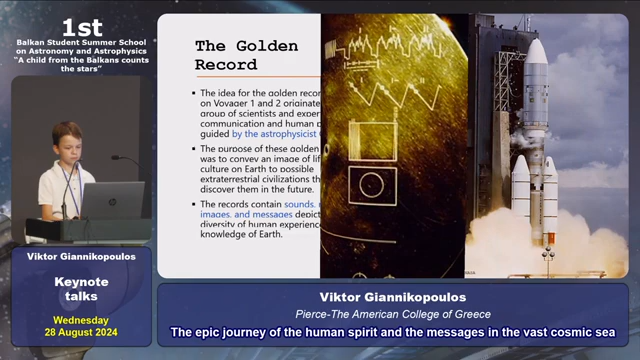 1st
Balkan Student Summer School
on Astronomy and Astrophysics
"A child from the Balkans counts
the stars"
The Golden
Record
▪ The idea for the golden recor
on Voyager 1 and 2 originate
group of scientists and exper
communication and human p
guided by the astrophysicist
▪ The purpose of these golden
was to convey an image of lif
culture on Earth to possible
extraterrestrial civilizations th
discover them in the future.
▪ The records contain sounds,
images, and messages depict
diversity of human experience
knowledge of Earth.
Viktor Giannikopoulos
Keynote
talks
Wednesday
28 August 2024
Viktor Giannikopoulos
Pierce-The American College of Greece
The epic journey of the human spirit and the messages in the vast cosmic sea